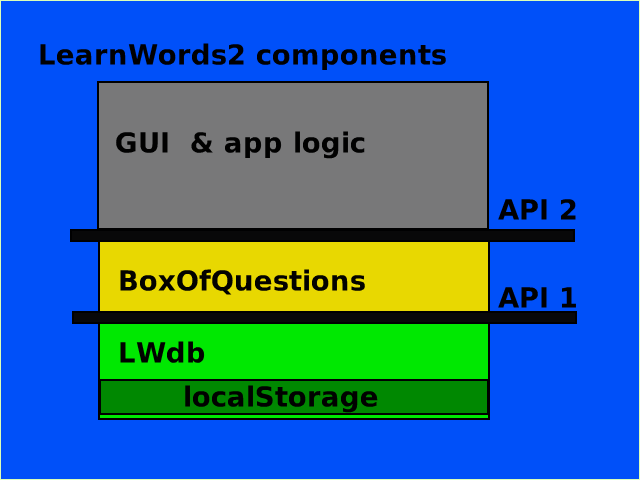 LearnWords2 components
GUI & app logic
API 2
BoxOfQuestions
API 1
LWdb
localStorage